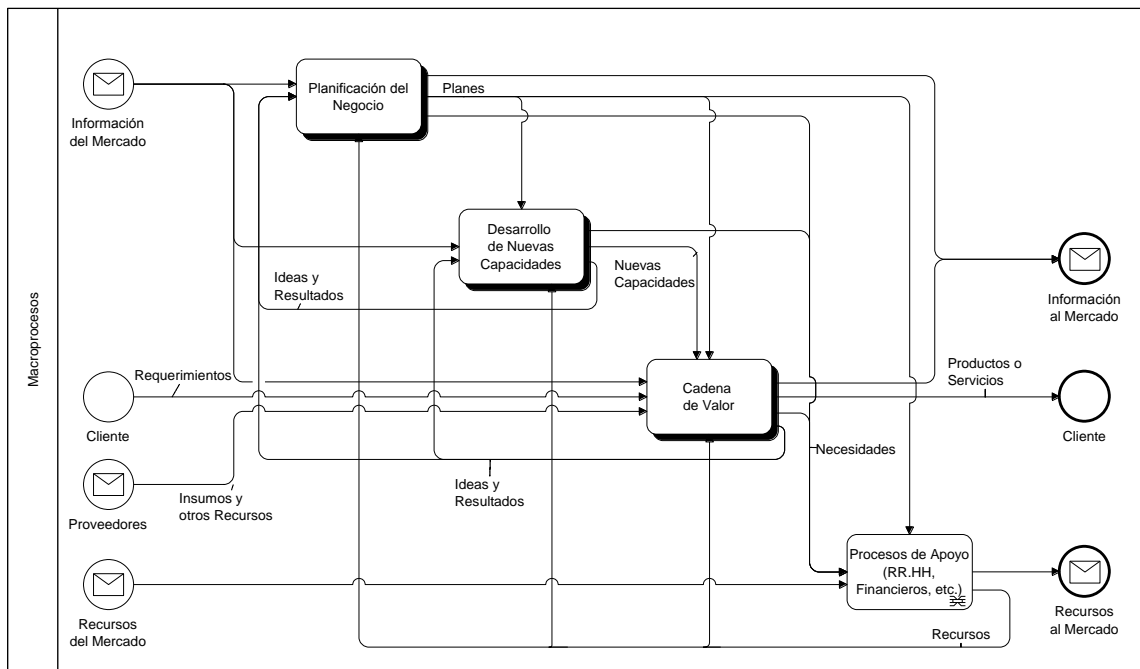 Macroprocesos
Información
del Mercado
Planificación del
Negocio
Planes
Desarrollo
de Nuevas
Capacidades
Ideas y
Resultados
Nuevas
Capacidades
Información
al Mercado
Requerimientos
Cliente
Cadena
de Valor
Productos o
Servicios
Cliente
Proveedores
Insumos y
otros Recursos
Ideas y
Resultados
Necesidades
Procesos de Apoyo
(RR.HH,
Financieros, etc.)
Recursos
del Mercado
Recursos
Recursos
al Mercado